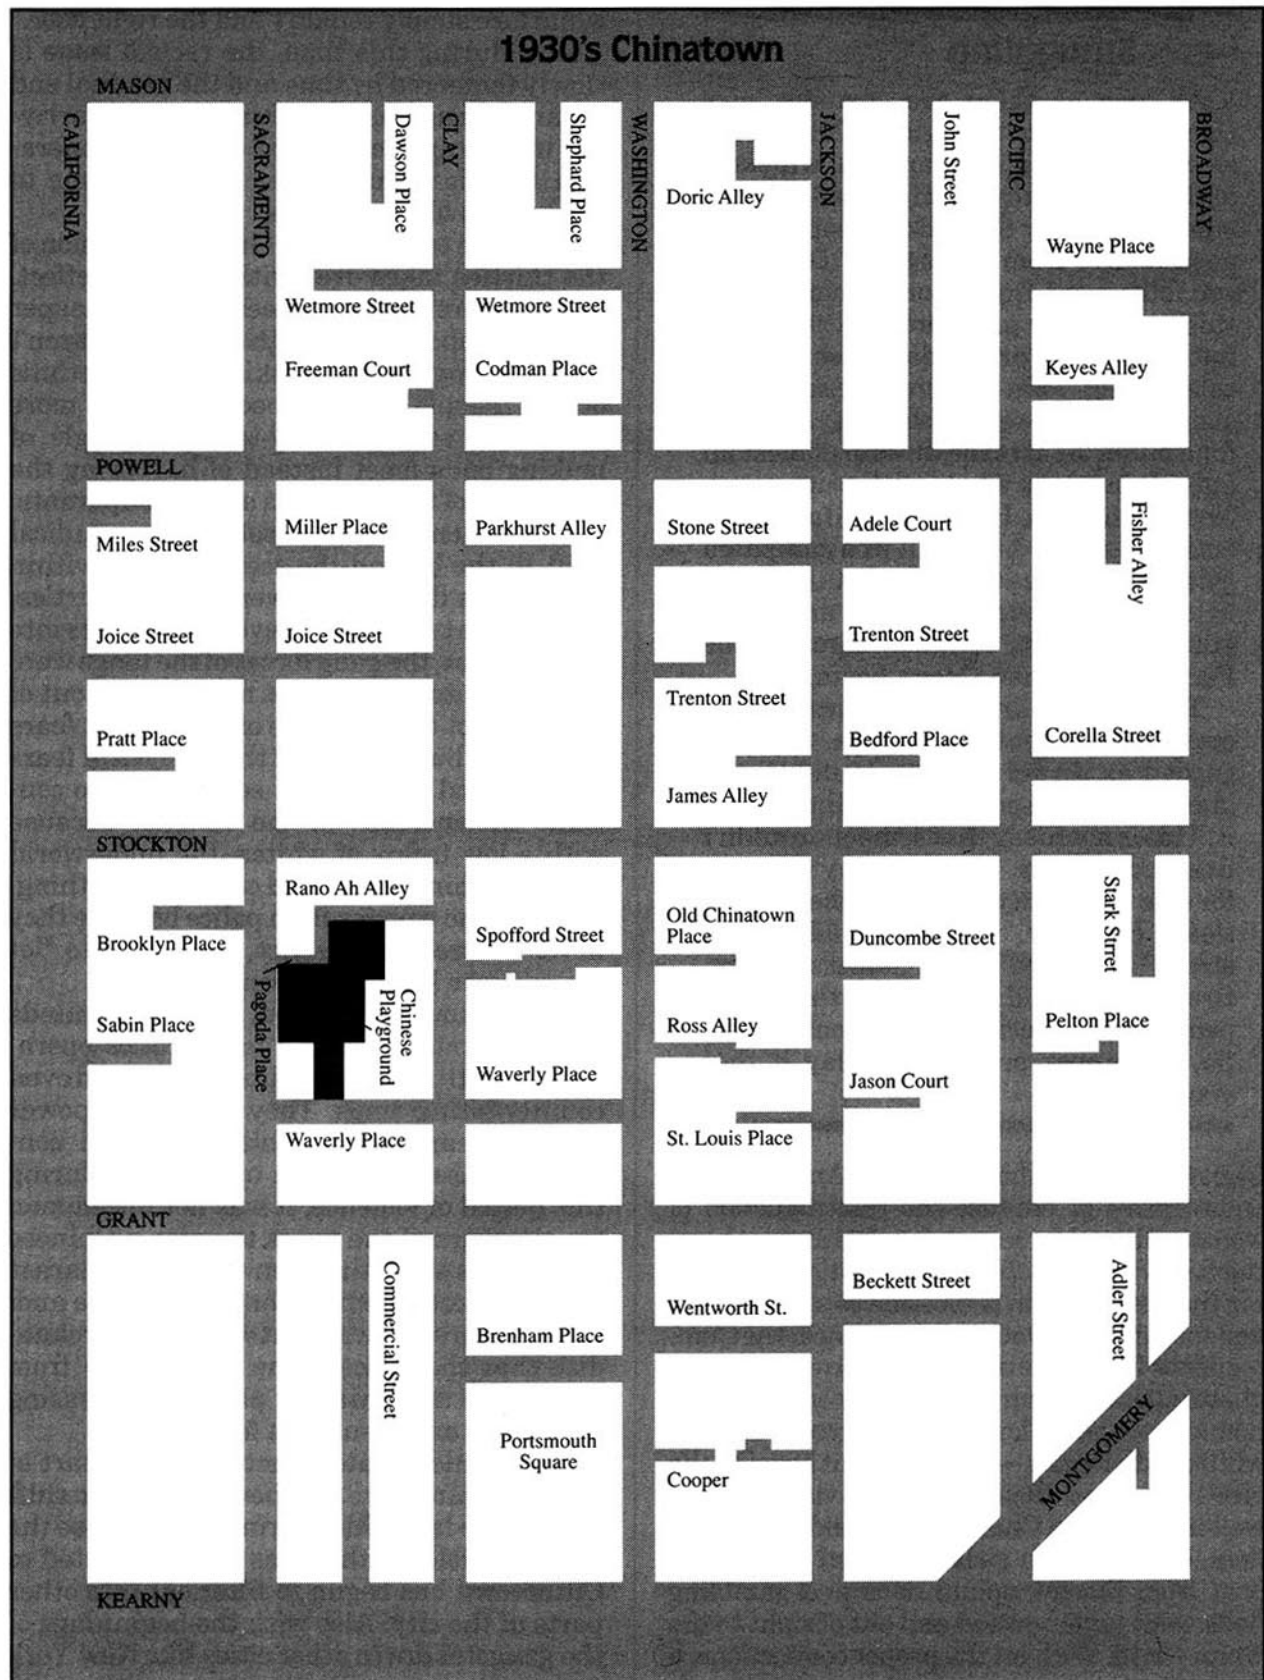 1930's Chinatown
MASON
CALIFORNIA
SACRAMENTO
CLAY
WASHINGTON
JACKSON
PACIFIC
BROADWAY
Dawson Place
Shephard Place
Doric Alley
John Street
Wayne Place
Wetmore Street
Wetmore Street
Freeman Court
Codman Place
Keyes Alley
POWELL
Miles Street
Miller Place
Parkhurst Alley
Stone Street
Adele Court
Fisher Alley
Joice Street
Joice Street
Trenton Street
Trenton Street
Pratt Place
Bedford Place
Corella Street
James Alley
STOCKTON
Rano Ah Alley
Brooklyn Place
Spofford Street
Old Chinatown
Place
Duncombe Street
Stark Strret
Pagoda Place
Chinese
Playground
Sabin Place
Ross Alley
Pelton Place
Waverly Place
Jason Court
Waverly Place
St. Louis Place
GRANT
Commercial Street
Brenham Place
Wentworth St.
Beckett Street
Adler Street
Portsmouth
Square
Cooper
MONTGOMERY
KEARNY